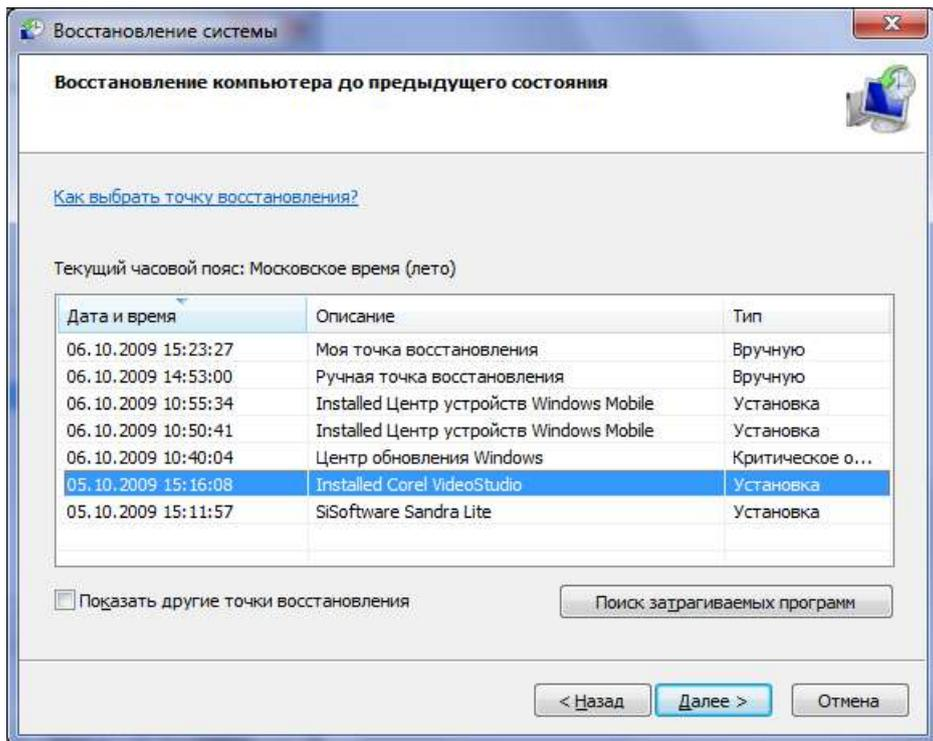 Восстановление системы
Восстановление компьютера до предыдущего состояния
Как выбрать точку восстановления?
Текущий часовой пояс: Московское время (лето)
Дата и время Описание Тип
06.10.2009 15:23:27 Моя точка восстановления Вручную
06.10.2009 14:53:00 Ручная точка восстановления Вручную
06.10.2009 10:55:34 Installed Центр устройств Windows Mobile Установка
06.10.2009 10:50:41 Installed Центр устройств Windows Mobile Установка
06.10.2009 10:40:04 Центр обновления Windows Критическое о...
05.10.2009 15:16:08 Installed Corel VideoStudio Установка
05.10.2009 15:11:57 SiSoftware Sandra Lite Установка
Показать другие точки восстановления Поиск затрагиваемых программ
< Назад Далее > Отмена